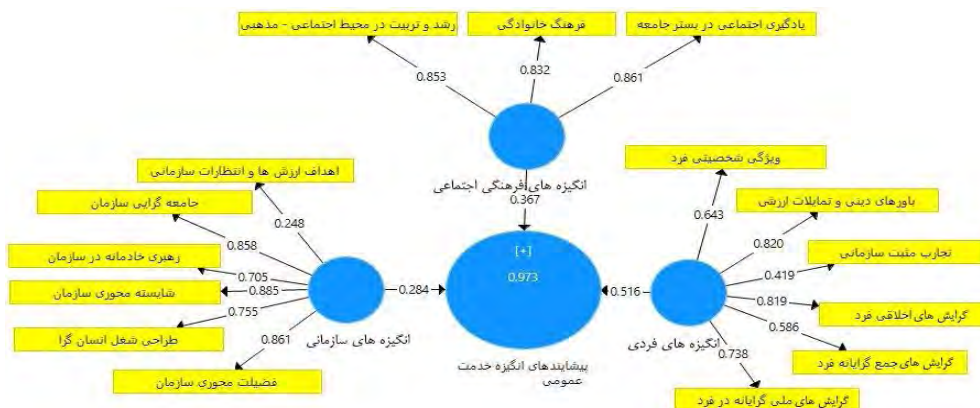 رشد و تربیت در محیط اجتماعی - مذهبی
فرهنگ خانوادگی
یادگیری اجتماعی در بستر جامعه
0.853
0.832
0.861
انگیزه های فرهنگی اجتماعی
0.367
ویژگی شخصیتی فرد
باورهای دینی و تمایلات ارزشی
تجارب مثبت سازمانی
گرایش های اخلاقی فرد
گرایش های جمع گرایانه فرد
گرایش های ملی گرایانه در فرد
0.643
0.820
0.419
0.819
0.586
0.738
انگیزه های فردی
0.516
[+]
0.973
پیشایندهای انگیزه خدمت
عمومی
0.284
انگیزه های سازمانی
اهداف ارزش ها و انتظارات سازمانی
جامعه گرایی سازمان
رهبری خادمانه در سازمان
شایسته محوری سازمان
طراحی شغل انسان گرا
فضیلت محوری سازمان
0.248
0.858
0.705
0.885
0.755
0.861